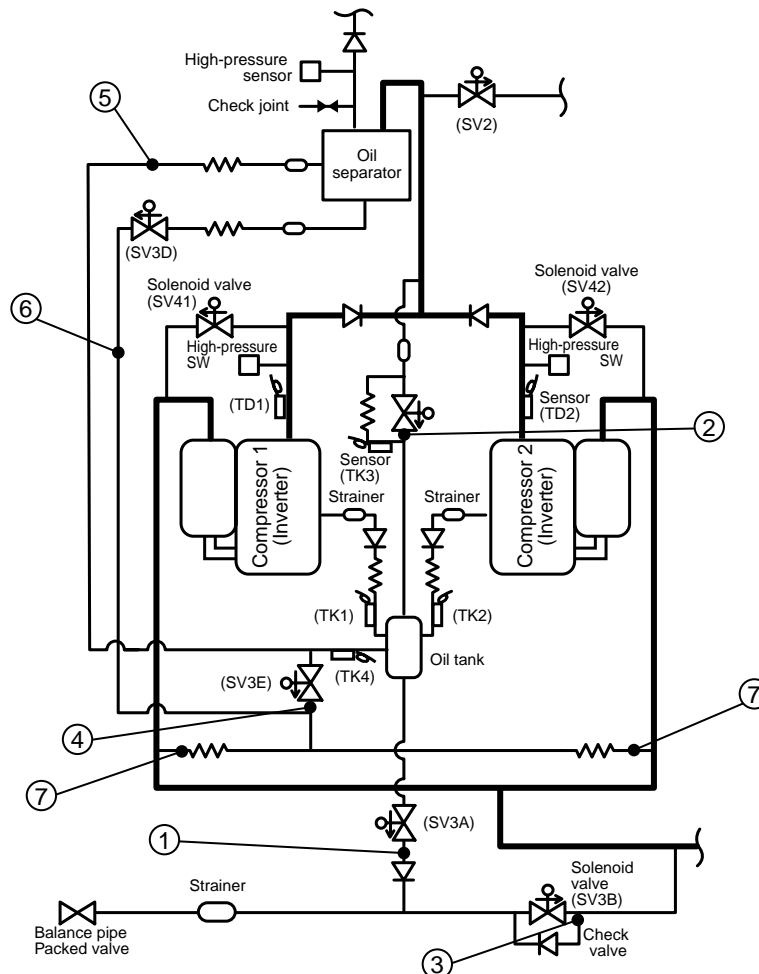 High-pressure
sensor
5
Check joint
(SV2)
Oil
separator
(SV3D)
Solenoid valve
(SV41)
Solenoid valve
(SV42)
6
High-pressure
SW
High-pressure
SW
(TD1)
Sensor
(TD2)
2
Sensor
(TK3)
Compressor 1
(Inverter)
Strainer
Strainer
Compressor 2
(Inverter)
(TK1)
(TK2)
Oil tank
(SV3E)
(TK4)
4
7
7
(SV3A)
1
Strainer
Solenoid
valve
(SV3B)
Balance pipe
Packed valve
3
Check
valve